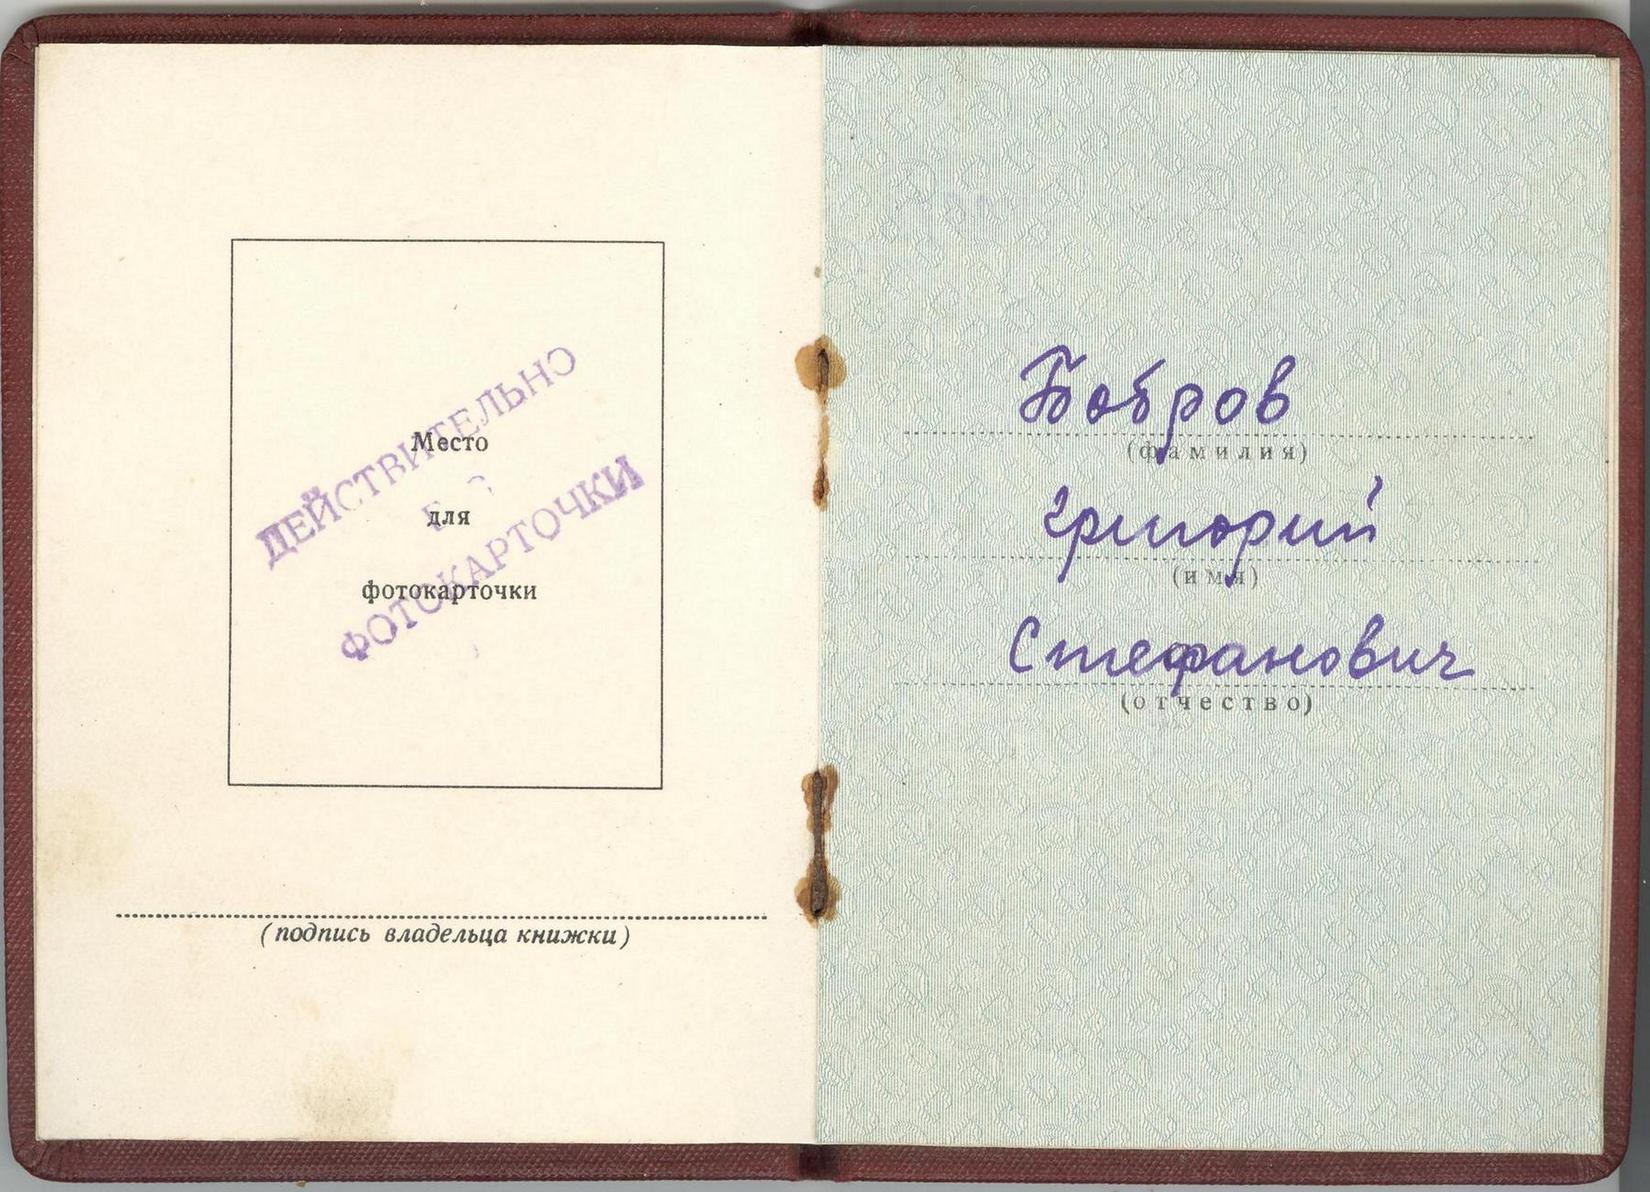 ДЕЙСТВИТЕЛЬНО
ФОТОКАРТОЧКИ
Место
для
фотокарточки
(подпись владельца книжки)
Бобров
(фамилия)
Григорий
(имя)
Стефанович
(отчество)